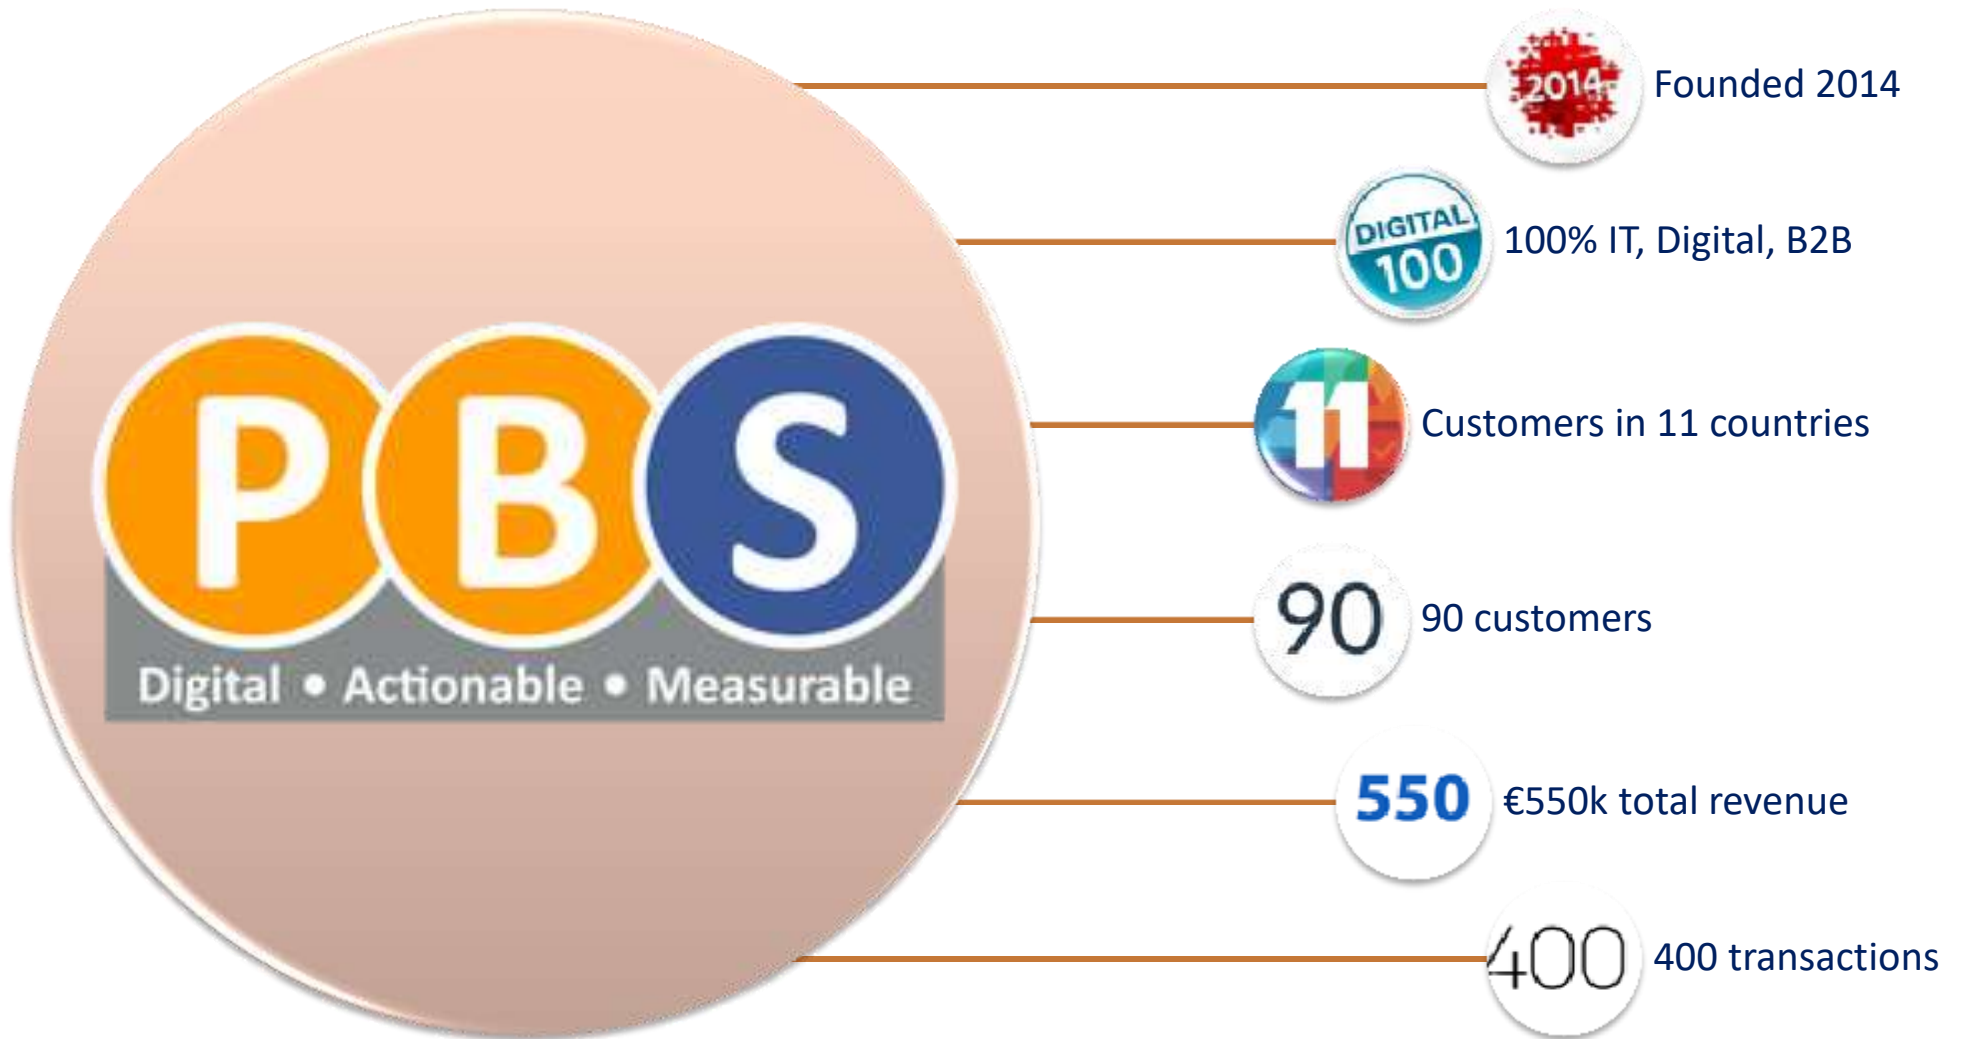 2014
Founded 2014
DIGITAL
100
100% IT, Digital, B2B
11
Customers in 11 countries
PBS
Digital • Actionable • Measurable
90
90 customers
550
€550k total revenue
400
400 transactions